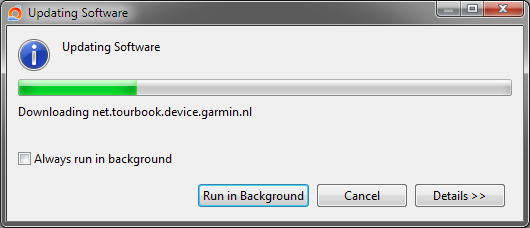 Updating Software
Updating Software
Downloading net.tourbook.device.garmin.nl
Always run in background
Run in Background Cancel Details >>